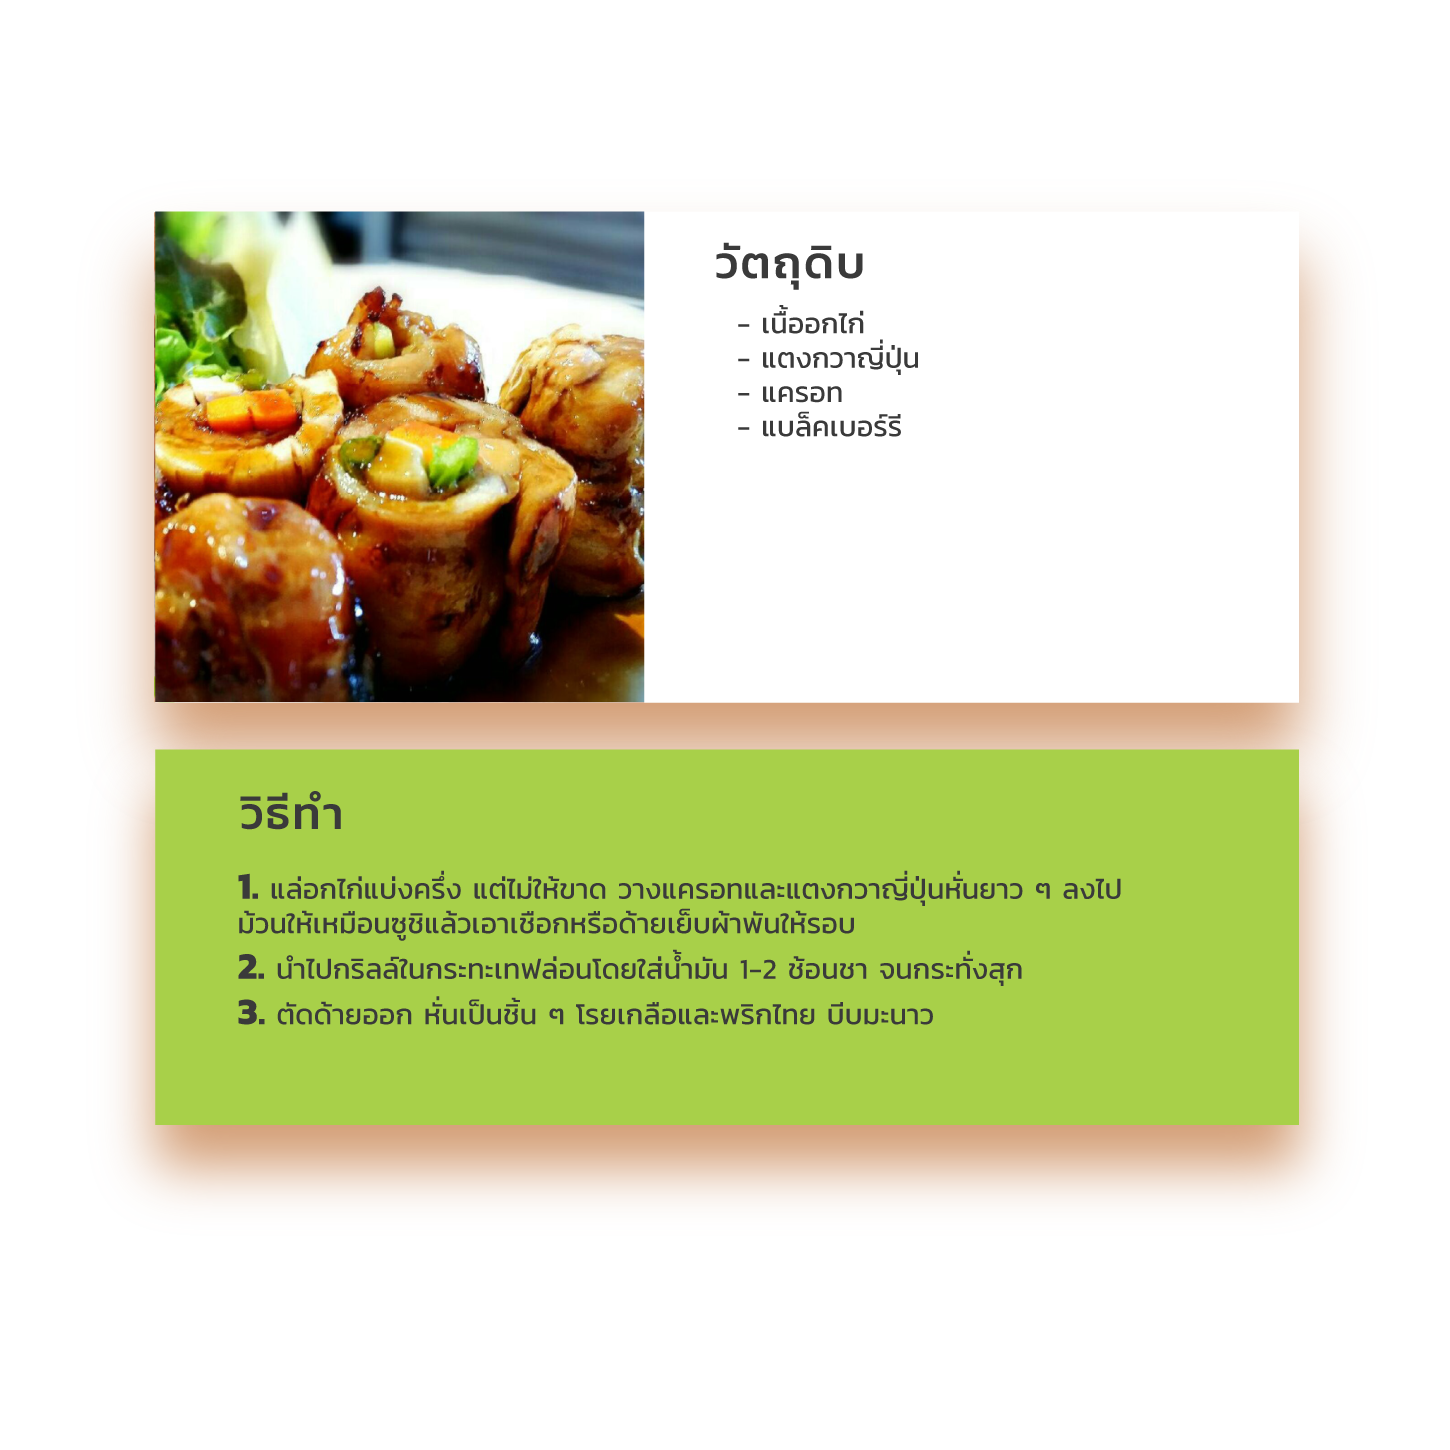 วัตถุดิบ
- เนื้ออกไก่
- แตงกวาญี่ปุ่น
- แครอท
- แบล็คเบอร์รี
วิธีทำ
1. แล่อกไก่แบ่งครึ่ง แต่ไม่ให้ขาด วางแครอทและแตงกวาญี่ปุ่นหั่นยาว ๆ ลงไป
ม้วนให้เหมือนซูชิแล้วเอาเชือกหรือด้ายเย็บผ้าพันให้รอบ
2. นำไปกริลล์ในกระทะเทฟล่อนโดยใส่น้ำมัน 1-2 ช้อนชา จนกระทั่งสุก
3. ตัดด้ายออก หั่นเป็นชิ้น ๆ โรยเกลือและพริกไทย บีบมะนาว